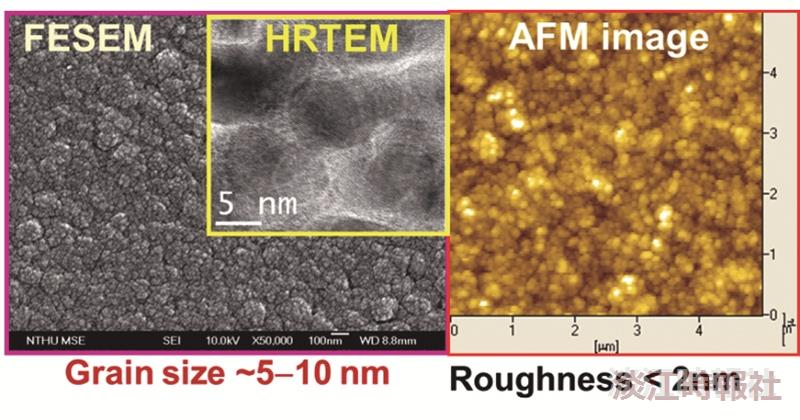 FESEM
HRTEM
5 nm
NTHU MSE SEI 10.0kV X50,000 100nm WD 8.8mm
AFM image
4
3
2
1
0
0 1 2 3 4
[μm]
Grain size ~5–10 nm
Roughness < 2nm
淡江時報社